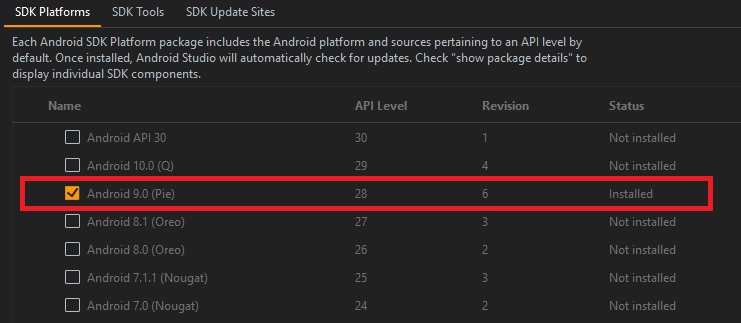 SDK Platforms SDK Tools SDK Update Sites
Each Android SDK Platform package includes the Android platform and sources pertaining to an API level by
default. Once installed, Android Studio will automatically check for updates. Check "show package details" to
display individual SDK components.
Name API Level Revision Status
Android API 30 30 1 Not installed
Android 10.0 (Q) 29 4 Not installed
Android 9.0 (Pie) 28 6 Installed
Android 8.1 (Oreo) 27 3 Not installed
Android 8.0 (Oreo) 26 2 Not installed
Android 7.1.1 (Nougat) 25 3 Not installed
Android 7.0 (Nougat) 24 2 Not installed